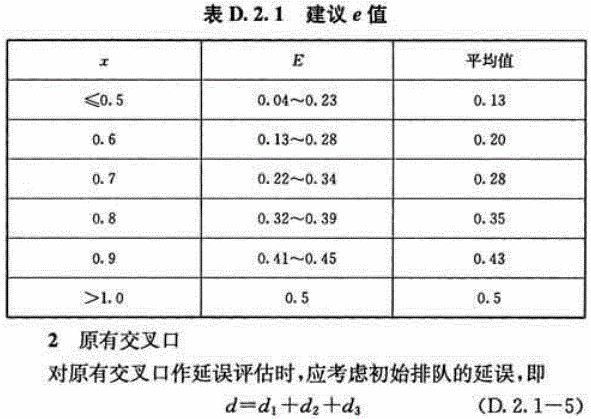 表 D. 2. 1 建议 e 值
x E 平均值
≤0. 5 0. 04~0. 23 0. 13
0. 6 0. 13~0. 28 0. 20
0. 7 0. 22~0. 34 0. 28
0. 8 0. 32~0. 39 0. 35
0. 9 0. 41~0. 45 0. 43
>1. 0 0. 5 0. 5
2 原有交叉口
对原有交叉口作延误评估时,应考虑初始排队的延误,即
d=d₁+d₂+d₃ (D. 2. 1—5)